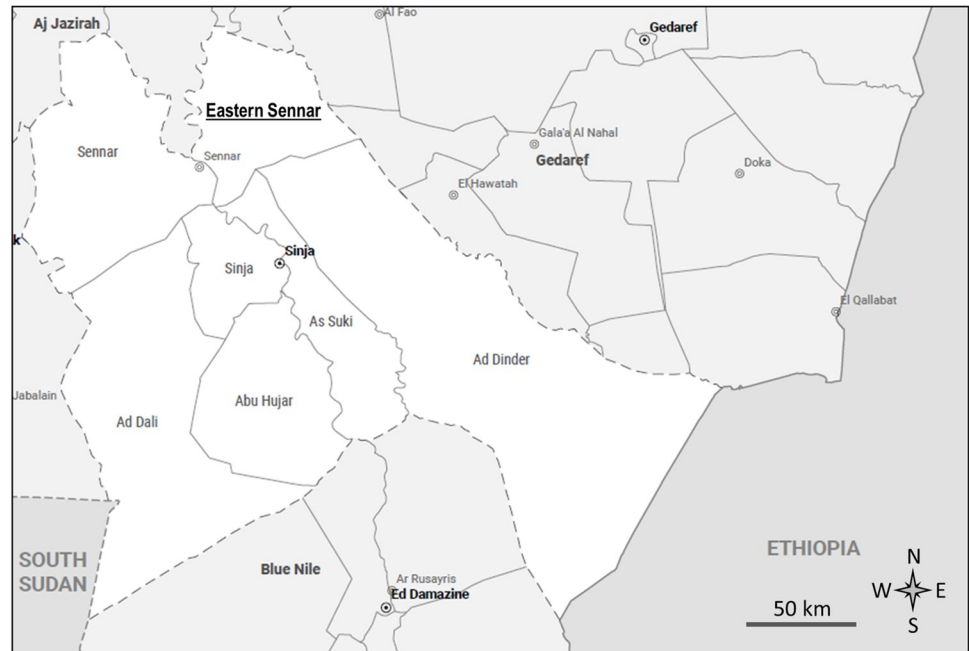 Al Fao
Aj Jazirah
Gedaref
Eastern Sennar
Gala'a Al Nahal
Sennar
Sennar
Gedaref
Doka
El Hawatah
k
Sinja
Sinja
El Qallabat
As Suki
Ad Dinder
Jabalain
Abu Hujar
Ad Dali
SOUTH
SUDAN
ETHIOPIA
N
Blue Nile
Ar Rusayris
W
E
Ed Damazine
50 km
S